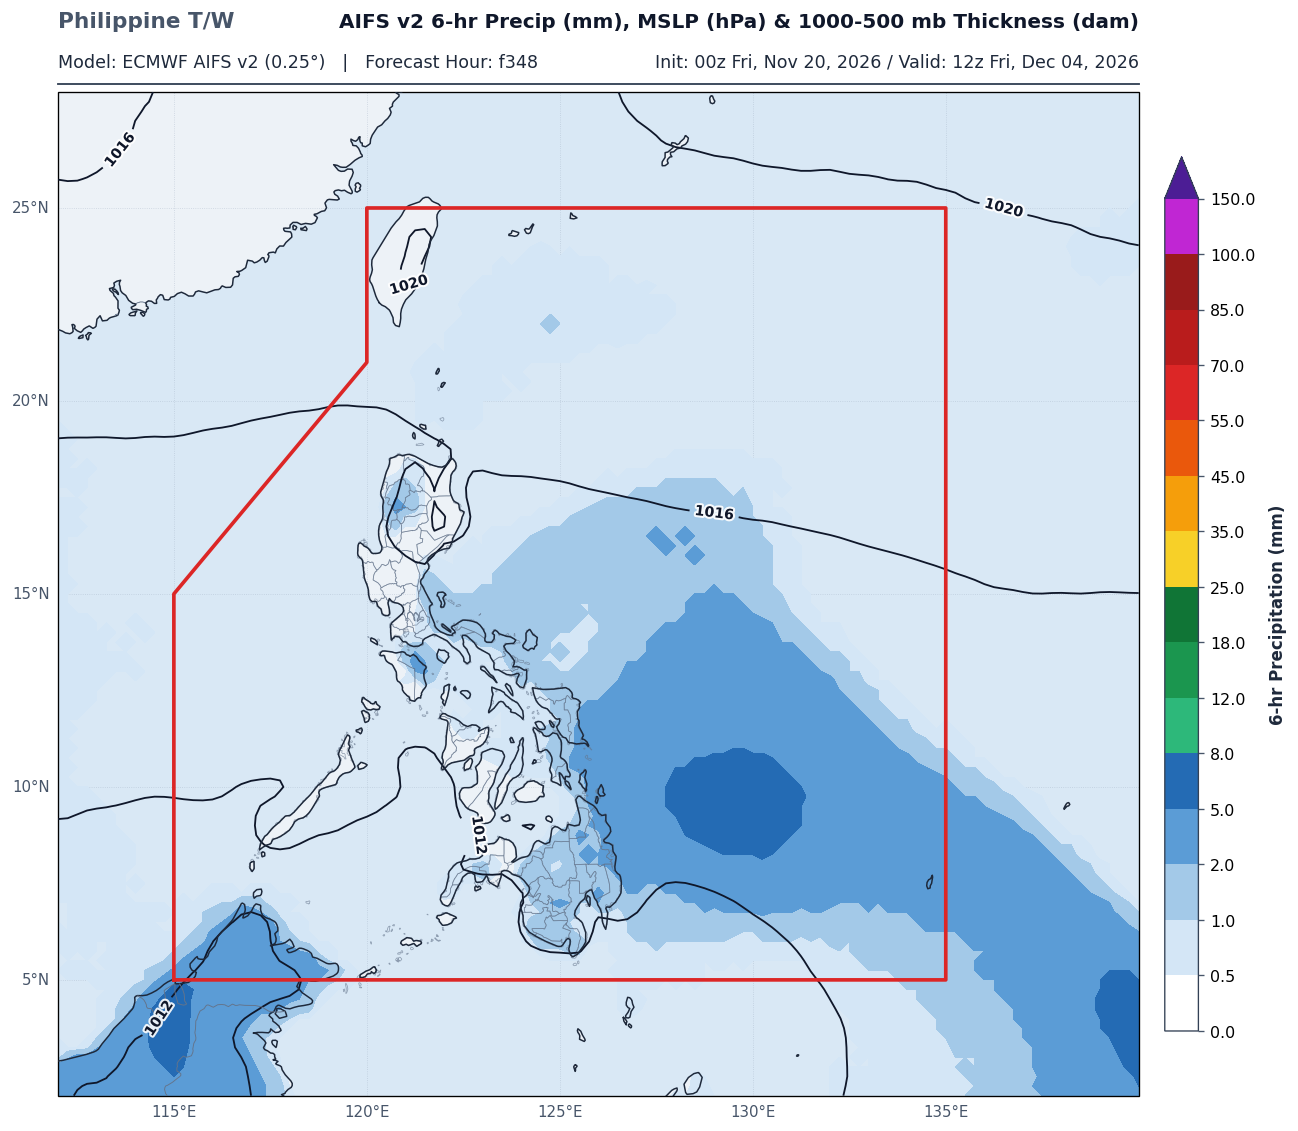 Philippine T/W
AIFS v2 6-hr Precip (mm), MSLP (hPa) & 1000-500 mb Thickness (dam)
Model: ECMWF AIFS v2 (0.25°) | Forecast Hour: f348
Init: 00z Fri, Nov 20, 2026 / Valid: 12z Fri, Dec 04, 2026
1016
1020
1020
1016
1012
1012
25°N
20°N
15°N
10°N
5°N
115°E
120°E
125°E
130°E
135°E
150.0
100.0
85.0
70.0
55.0
45.0
35.0
25.0
18.0
12.0
8.0
5.0
2.0
1.0
0.5
0.0
6-hr Precipitation (mm)